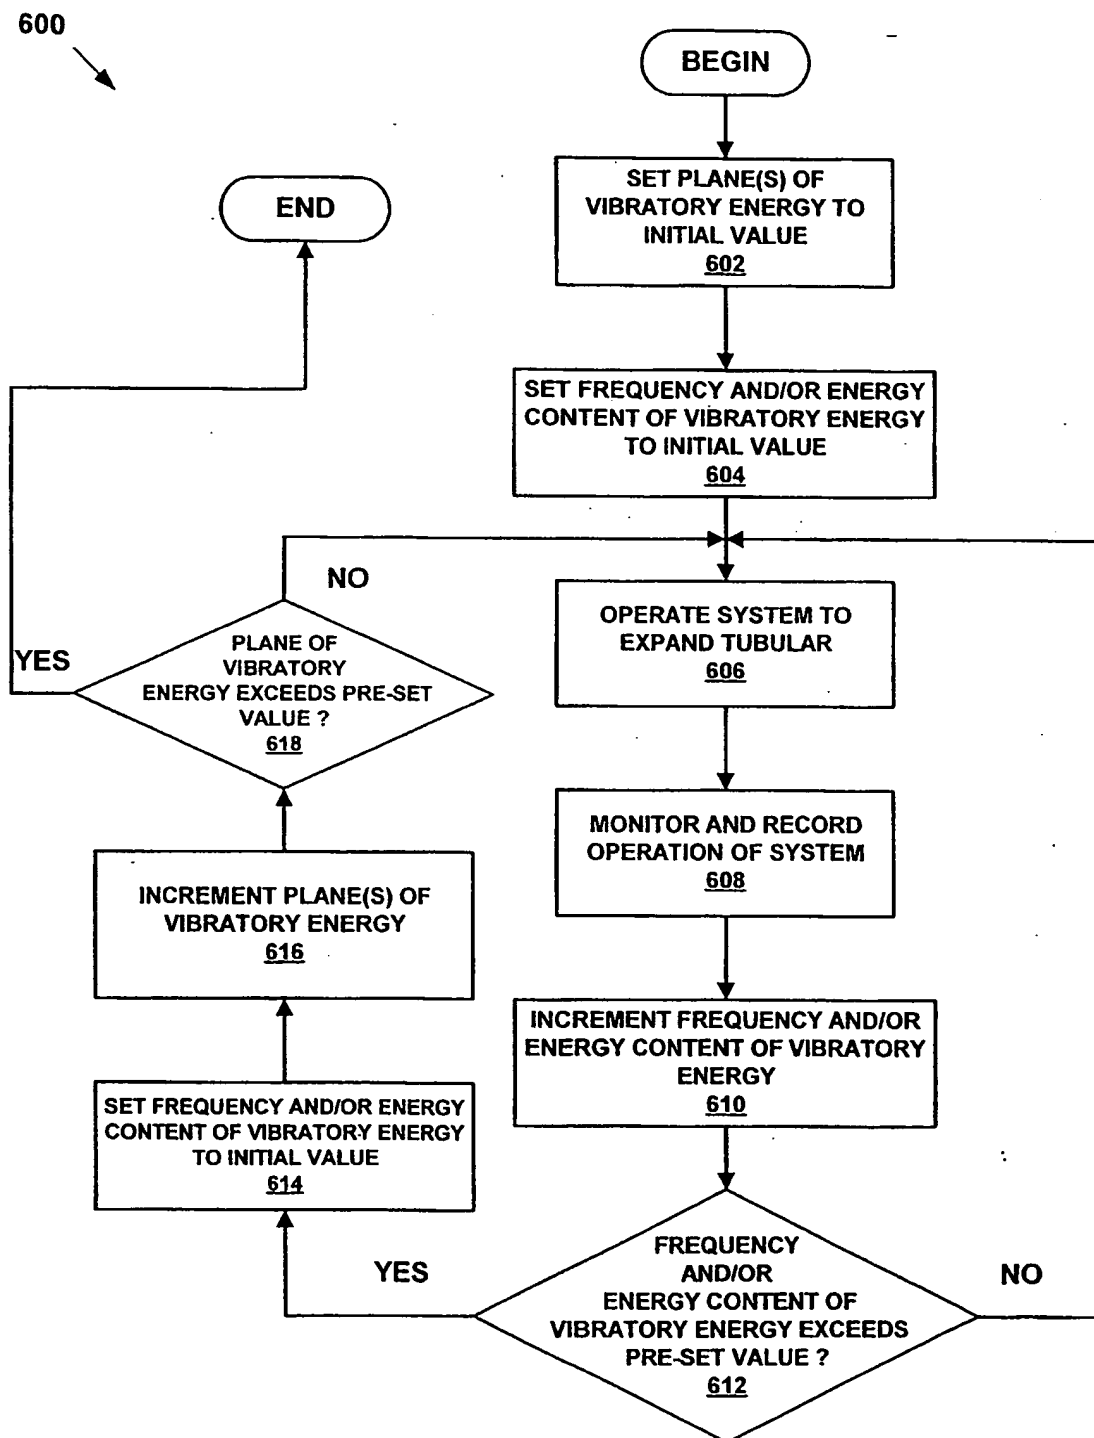 600
BEGIN
SET PLANE(S) OF
VIBRATORY ENERGY TO
INITIAL VALUE
602
END
SET FREQUENCY AND/OR ENERGY
CONTENT OF VIBRATORY ENERGY
TO INITIAL VALUE
604
NO
OPERATE SYSTEM TO
EXPAND TUBULAR
606
YES
PLANE OF
VIBRATORY
ENERGY EXCEEDS PRE-SET
VALUE ?
618
MONITOR AND RECORD
OPERATION OF SYSTEM
608
INCREMENT PLANE(S) OF
VIBRATORY ENERGY
616
INCREMENT FREQUENCY AND/OR
ENERGY CONTENT OF VIBRATORY
ENERGY
610
SET FREQUENCY AND/OR ENERGY
CONTENT OF VIBRATORY ENERGY
TO INITIAL VALUE
614
YES
FREQUENCY
AND/OR
ENERGY CONTENT OF
VIBRATORY ENERGY EXCEEDS
PRE-SET VALUE ?
612
NO